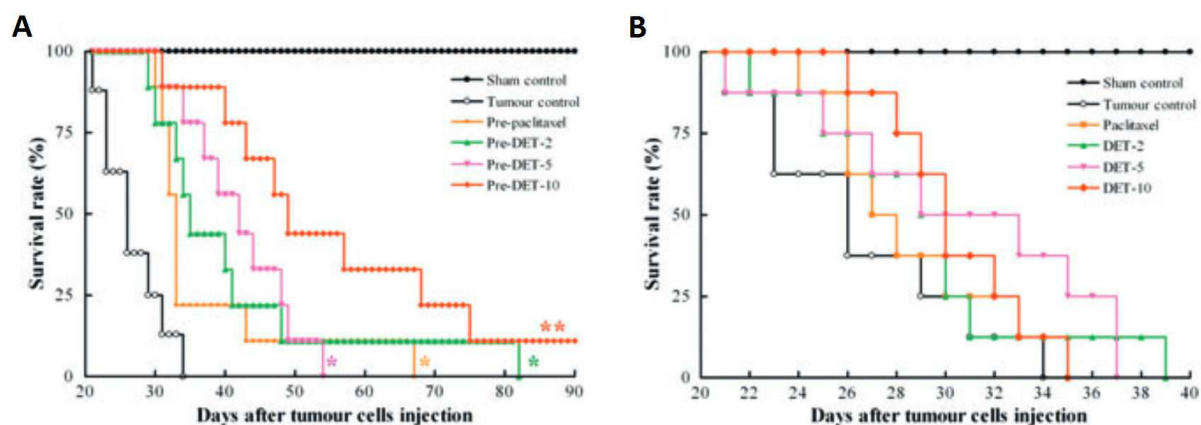 A
Survival rate (%)
100
75
50
25
0
20 30 40 50 60 70 80 90
Days after tumour cells injection
Sham control
Tumour control
Pre-paclitaxel
Pre-DET-2
Pre-DET-5
Pre-DET-10
*
*
*
**
B
Survival rate (%)
100
75
50
25
0
20 22 24 26 28 30 32 34 36 38 40
Days after tumour cells injection
Sham control
Tumour control
Paclitaxel
DET-2
DET-5
DET-10